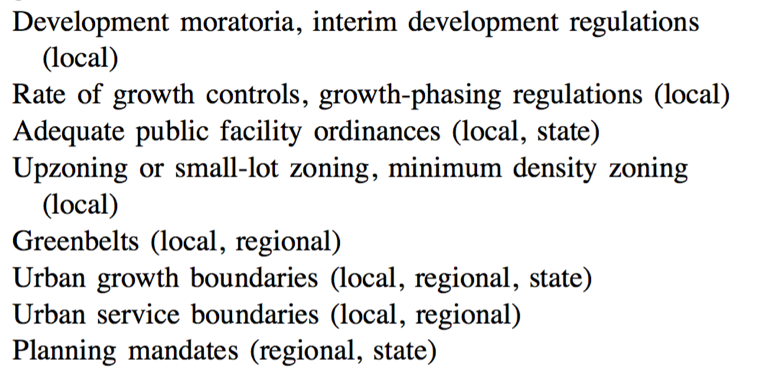 Development moratoria, interim development regulations
(local)
Rate of growth controls, growth-phasing regulations (local)
Adequate public facility ordinances (local, state)
Upzoning or small-lot zoning, minimum density zoning
(local)
Greenbelts (local, regional)
Urban growth boundaries (local, regional, state)
Urban service boundaries (local, regional)
Planning mandates (regional, state)